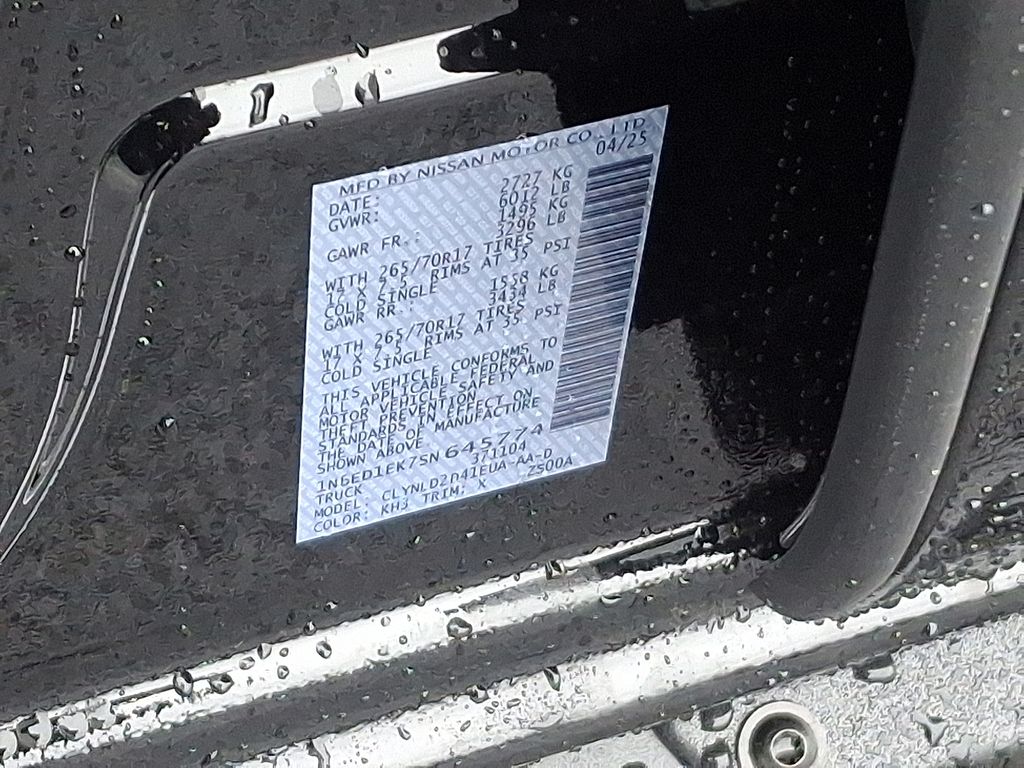 MFD BY NISSAN MOTOR CO., LTD
DATE: 04/25
GVWR: 2727 KG
6012 LB
GAWR FR.: 1495 KG
3296 LB
WITH 265/70R17 TIRES
17 X 7.5 RIMS AT 35 PSI
COLD SINGLE
GAWR RR.: 1558 KG
3434 LB
WITH 265/70R17 TIRES
17 X 7.5 RIMS AT 35 PSI
COLD SINGLE
THIS VEHICLE CONFORMS TO
ALL APPLICABLE FEDERAL
MOTOR VEHICLE SAFETY AND
THEFT PREVENTION
STANDARDS IN EFFECT ON
THE DATE OF MANUFACTURE
SHOWN ABOVE
1N6ED1EK7SN645774
TRUCK 371104
MODEL: CLYNLD2D41EUA-AA-D
COLOR: KH3 TRIM: X ZS00A